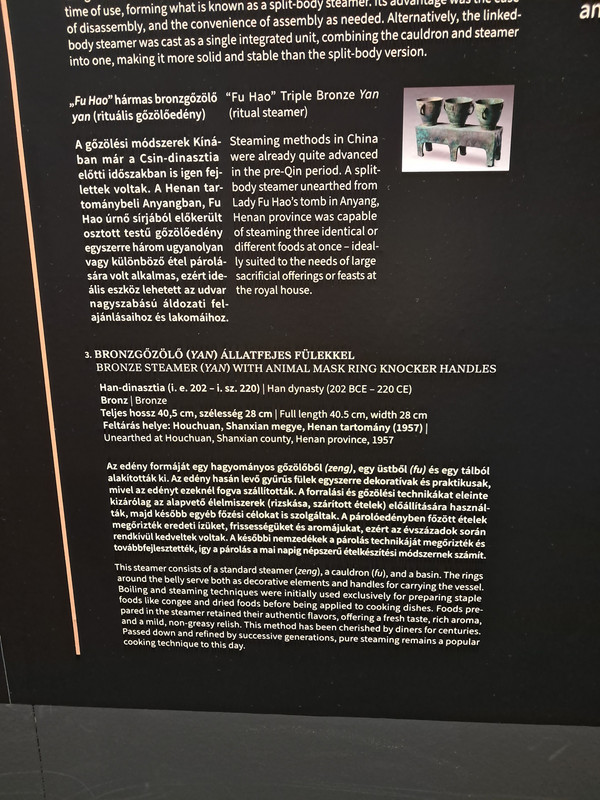 time of use, forming what is known as a split-body steamer. Its advantage was the ease
of disassembly, and the convenience of assembly as needed. Alternatively, the linked-
body steamer was cast as a single integrated unit, combining the cauldron and steamer
into one, making it more solid and stable than the split-body version.
„Fu Hao” hármas bronzgőzölő
yan (rituális gőzölőedény)
A gőzölési módszerek Kíná-
ban már a Csin-dinasztia
előtti időszakban is igen fej-
lettek voltak. A Henan tar-
tománybeli Anyangban, Fu
Hao úrnő sírjából előkerült
osztott testű gőzölőedény
egyszerre három ugyanolyan
vagy különböző étel párolá-
sára volt alkalmas, ezért ide-
ális eszköz lehetett az udvar
nagyszabású áldozati fel-
ajánlásaihoz és lakomáihoz.
“Fu Hao” Triple Bronze Yan
(ritual steamer)
Steaming methods in China
were already quite advanced
in the pre-Qin period. A split-
body steamer unearthed from
Lady Fu Hao’s tomb in Anyang,
Henan province was capable
of steaming three identical or
different foods at once – ideal-
ly suited to the needs of large
sacrificial offerings or feasts at
the royal house.
3. BRONZGŐZÖLŐ (YAN) ÁLLATFEJES FÜLEKKEL
BRONZE STEAMER (YAN) WITH ANIMAL MASK RING KNOCKER HANDLES
Han-dinasztia (i. e. 202 – i. sz. 220) | Han dynasty (202 BCE – 220 CE)
Bronz | Bronze
Teljes hossz 40,5 cm, szélesség 28 cm | Full length 40.5 cm, width 28 cm
Feltárás helye: Houchuan, Shanxian megye, Henan tartomány (1957) |
Unearthed at Houchuan, Shanxian county, Henan province, 1957
Az edény formáját egy hagyományos gőzölőből (zeng), egy üstből (fu) és egy tálból
alakították ki. Az edény hasán levő gyűrűs fülek egyszerre dekoratívak és praktikusak,
mivel az edényt ezeknél fogva szállították. A forralási és gőzölési technikákat eleinte
kizárólag az alapvető élelmiszerek (rizskása, szárított ételek) előállítására használ-
ták, majd később egyéb főzési célokat is szolgáltak. A párolóedényben főzött ételek
megőrizték eredeti ízüket, frissességüket és aromájukat, ezért az évszázadok során
rendkívül kedveltek voltak. A későbbi nemzedékek a párolás technikáját megőrizték és
továbbfejlesztették, így a párolás a mai napig népszerű ételkészítési módszernek számít.
This steamer consists of a standard steamer (zeng), a cauldron (fu), and a basin. The rings
around the belly serve both as decorative elements and handles for carrying the vessel.
Boiling and steaming techniques were initially used exclusively for preparing staple
foods like congee and dried foods before being applied to cooking dishes. Foods pre-
pared in the steamer retained their authentic flavors, offering a fresh taste, rich aroma,
and a mild, non-greasy relish. This method has been cherished by diners for centuries.
Passed down and refined by successive generations, pure steaming remains a popular
cooking technique to this day.